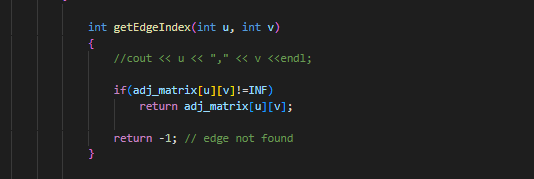 int getEdgeIndex(int u, int v)
{
//cout << u << "," << v <<endl;
if(adj_matrix[u][v]!=INF)
return adj_matrix[u][v];
return -1; // edge not found
}